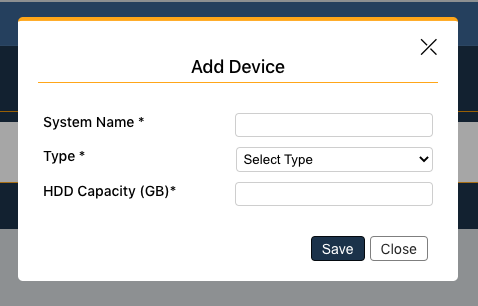 Add Device
System Name *
Type *
Select Type
HDD Capacity (GB)*
Save
Close